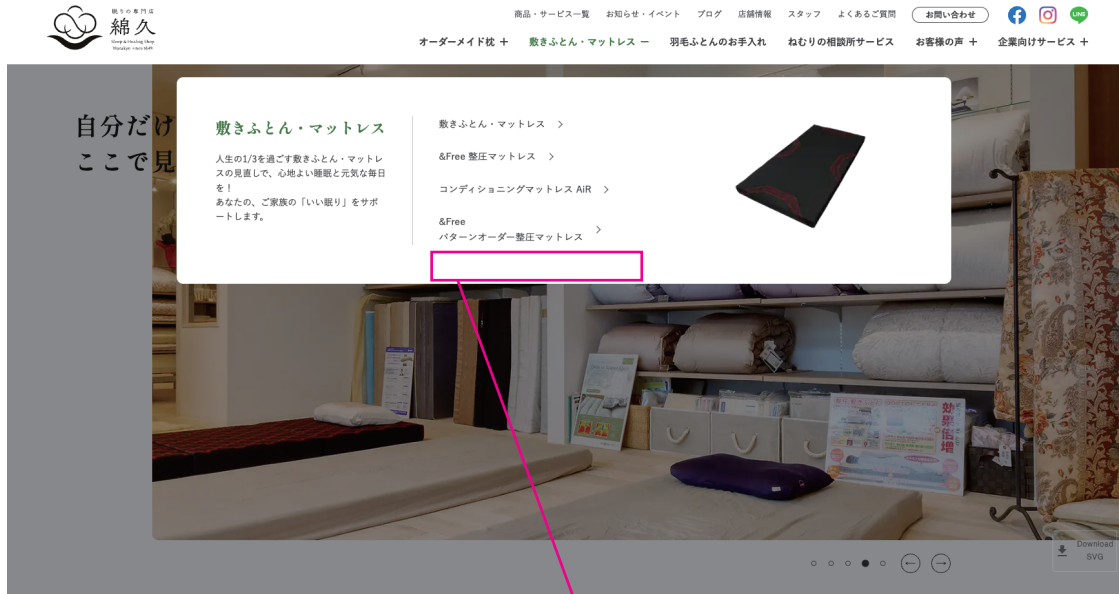 眠りの専門店
綿久
Sleep & Healing Shop
Watakyu since 1649
商品・サービス一覧 お知らせ・イベント ブログ 店舗情報 スタッフ よくあるご質問 お問い合わせ
LINE
オーダーメイド枕 + 敷きふとん・マットレス − 羽毛ふとんのお手入れ ねむりの相談所サービス お客様の声 + 企業向けサービス +
自分だけ
ここで見
敷きふとん・マットレス
人生の1/3を過ごす敷きふとん・マットレ
スの見直しで、心地よい睡眠と元気な毎日
を！
あなたの、ご家族の「いい眠り」をサポ
ートします。
敷きふとん・マットレス
&Free 整圧マットレス
コンディショニングマットレス AiR
&Free
パターンオーダー整圧マットレス
効果倍増
Download
SVG